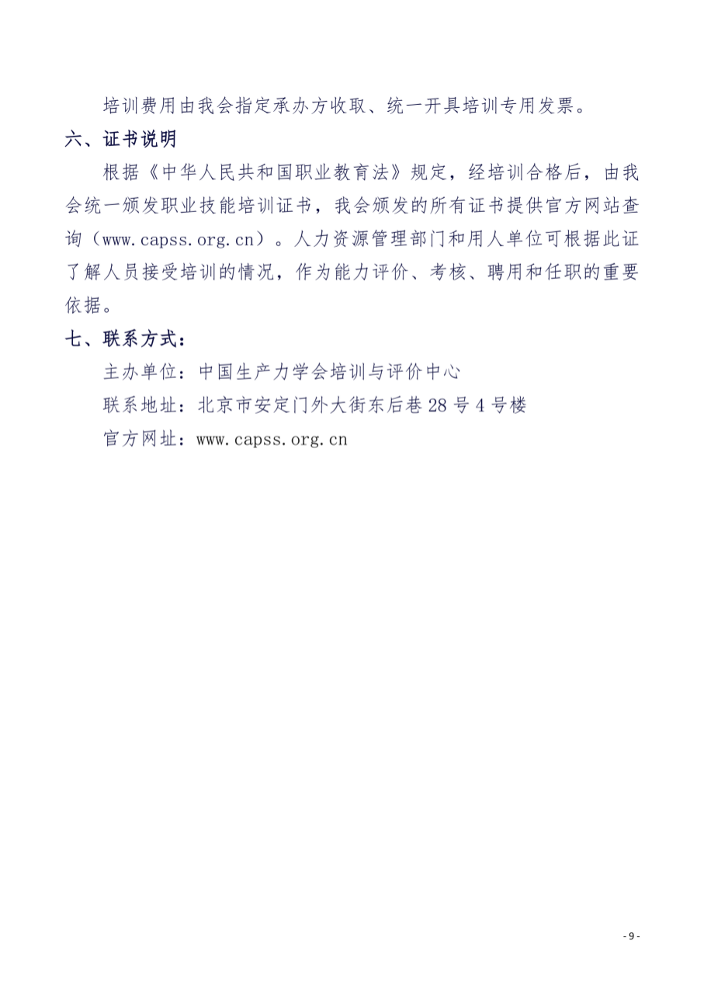 培训费用由我会指定承办方收取、统一开具培训专用发票。
六、证书说明
根据《中华人民共和国职业教育法》规定，经培训合格后，由我
会统一颁发职业技能培训证书，我会颁发的所有证书提供官方网站查
询（www.capss.org.cn）。人力资源管理部门和用人单位可根据此证
了解人员接受培训的情况，作为能力评价、考核、聘用和任职的重要
依据。
七、联系方式：
主办单位：中国生产力学会培训与评价中心
联系地址：北京市安定门外大街东后巷 28 号 4 号楼
官方网址：www.capss.org.cn
- 9 -